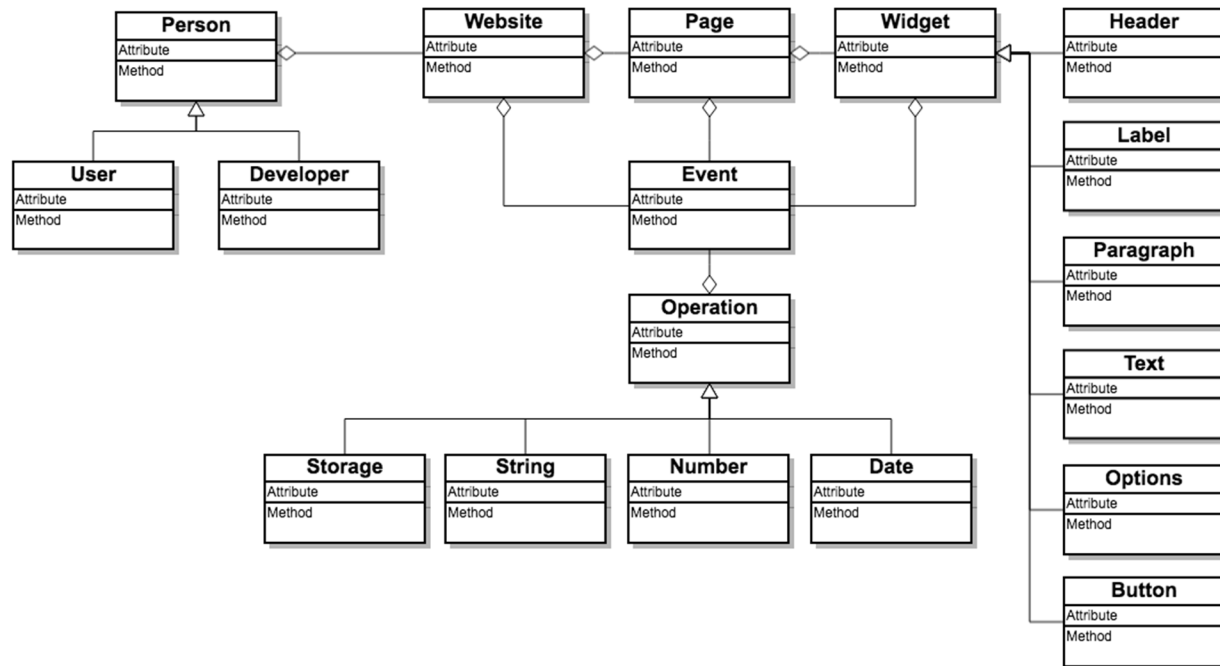 Person
Attribute
Method
Website
Attribute
Method
Page
Attribute
Method
Widget
Attribute
Method
Header
Attribute
Method
User
Attribute
Method
Developer
Attribute
Method
Event
Attribute
Method
Label
Attribute
Method
Paragraph
Attribute
Method
Operation
Attribute
Method
Text
Attribute
Method
Storage
Attribute
Method
String
Attribute
Method
Number
Attribute
Method
Date
Attribute
Method
Options
Attribute
Method
Button
Attribute
Method